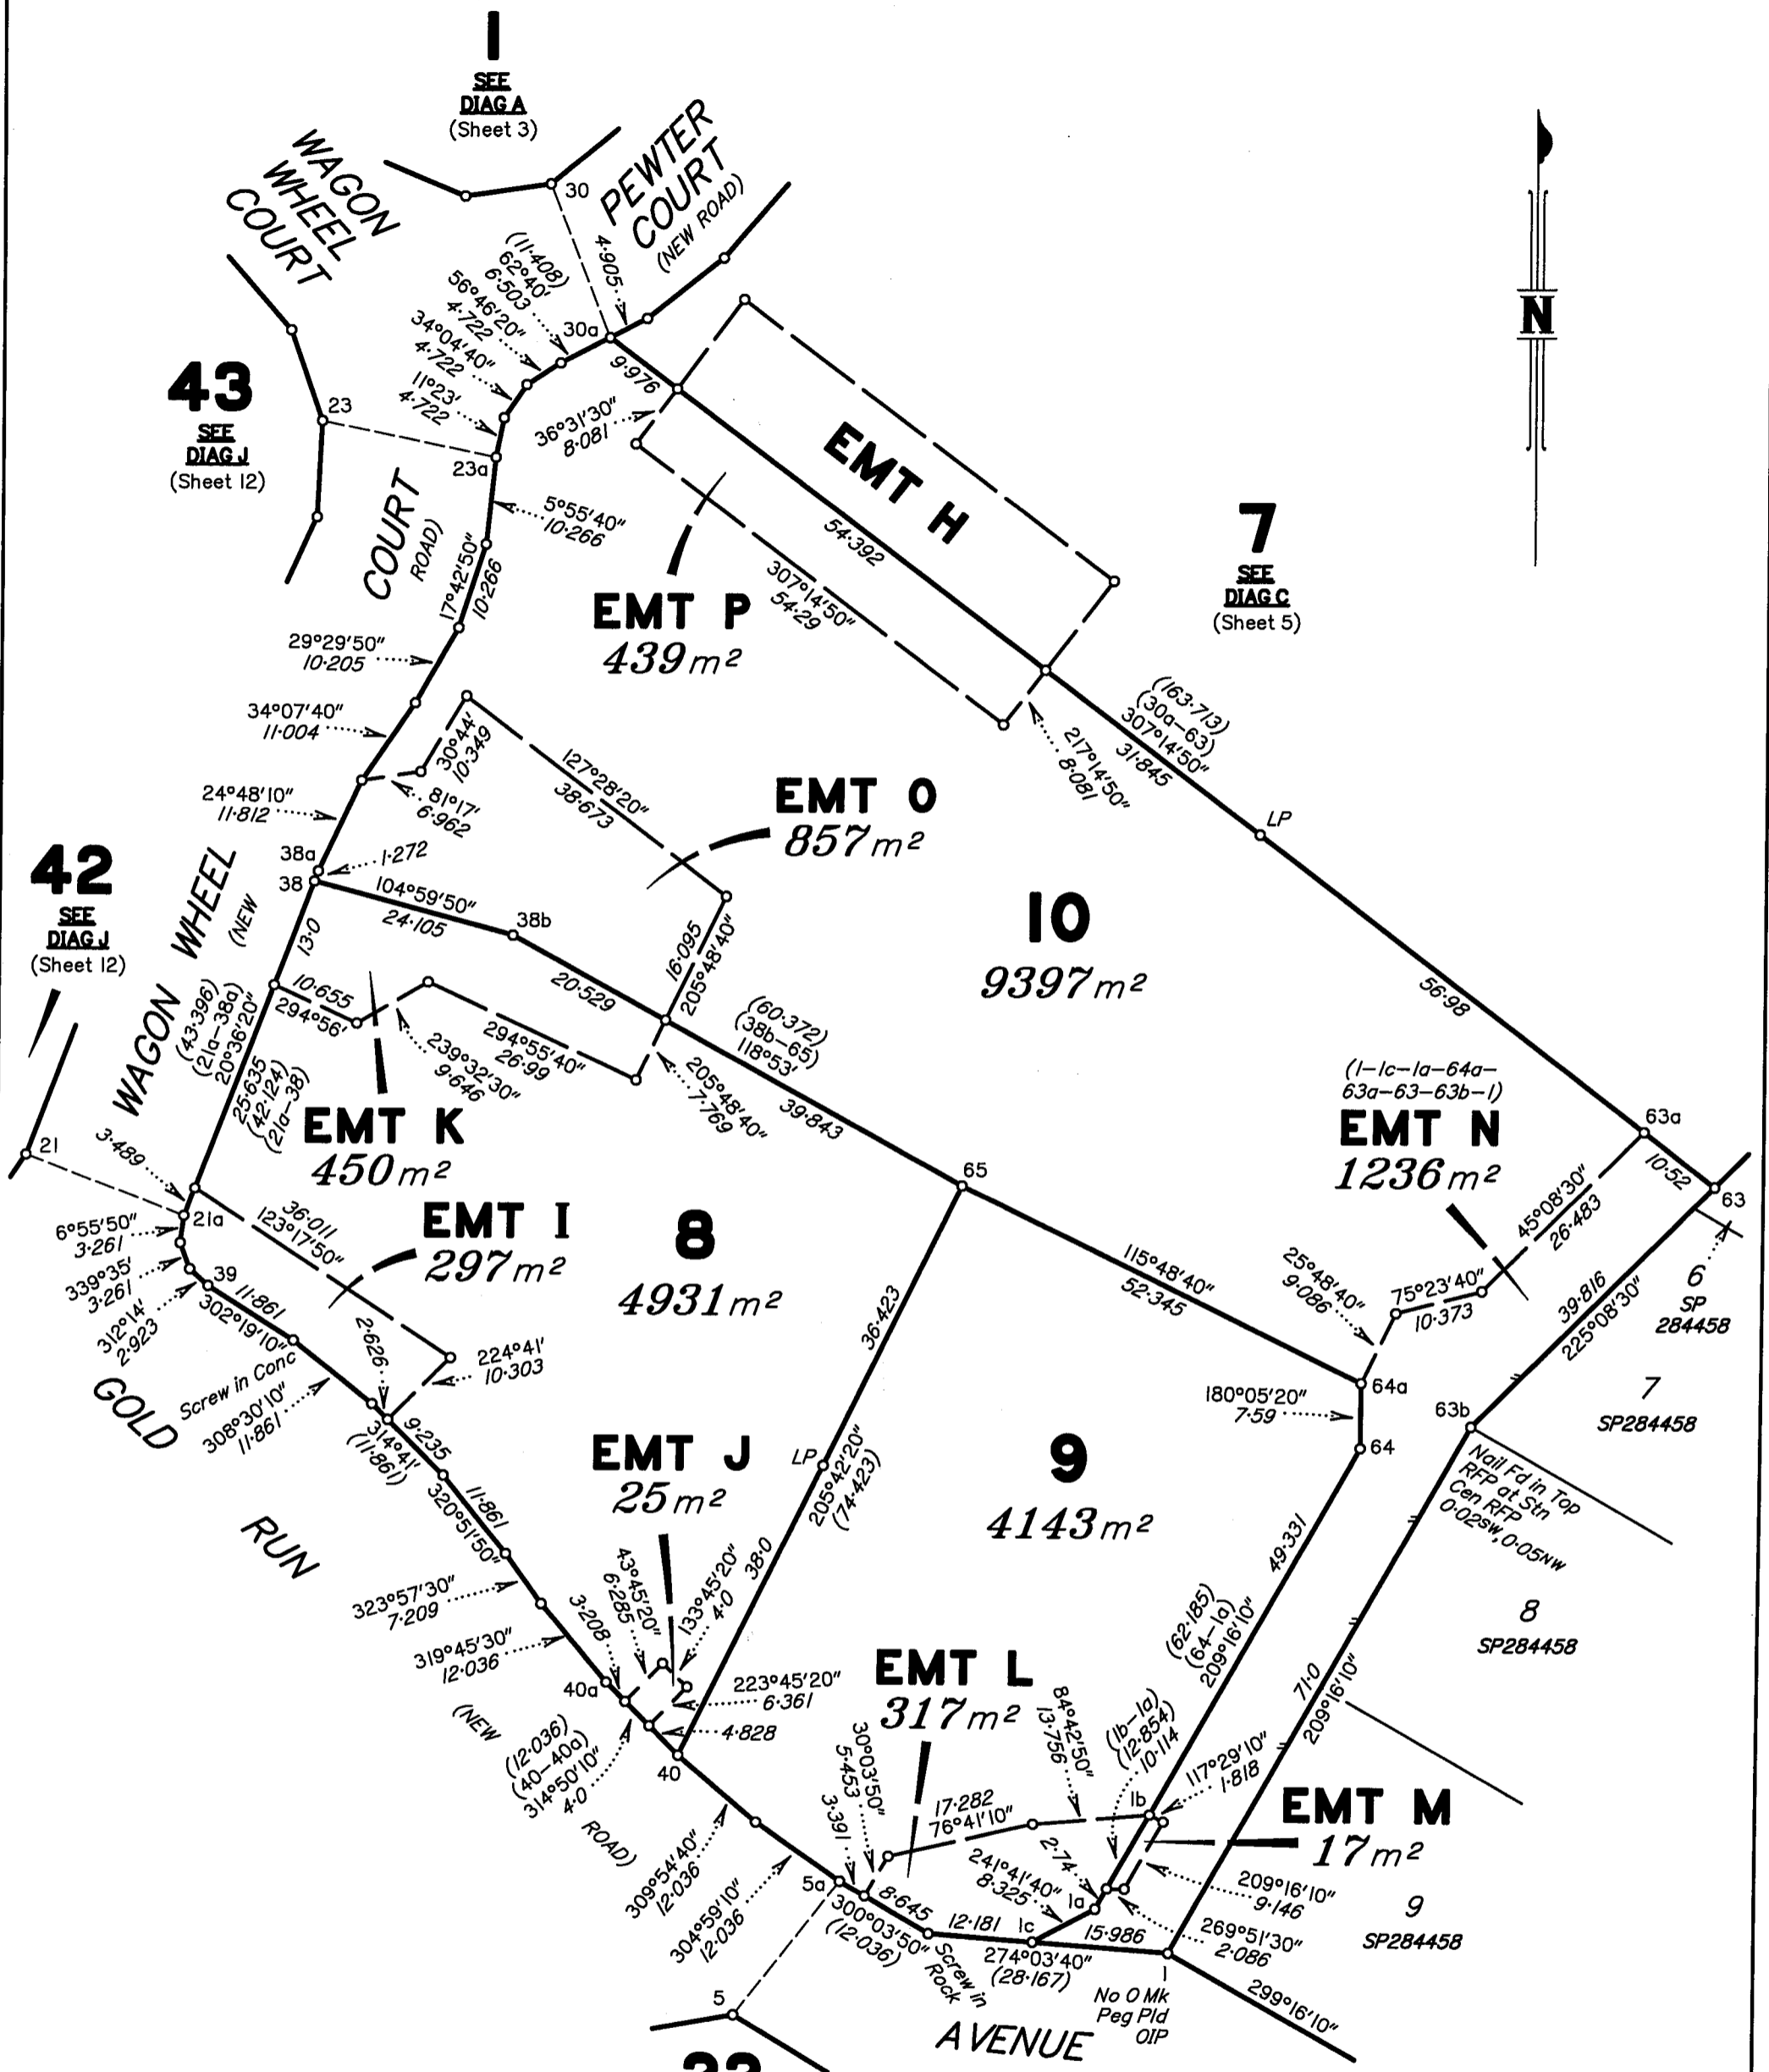 1
SEE
DIAG A
(Sheet 3)
WAGON
WHEEL
COURT
30
PEWTER
COURT
(NEW ROAD)
N
(11·408)
62°40'
6·503
4·905
56°46'20"
4·722
34°04'40"
4·722
11°23'
4·722
30a
9·976
43
SEE
DIAG J
(Sheet 12)
23
23a
36°31'30"
8·081
EMT H
7
SEE
DIAG C
(Sheet 5)
COURT
ROAD)
5°55'40"
10·266
17°42'50"
10·266
54·392
307°14'50"
54·29
EMT P
439m²
29°29'50"
10·205
34°07'40"
11·004
30°44'
10·349
127°28'20"
38·673
217°14'50"
8·081
(163·713)
(30a-63)
307°14'50"
31·845
LP
24°48'10"
11·812
81°17'
6·962
EMT O
857m²
42
SEE
DIAG J
(Sheet 12)
38a
1·272
38
104°59'50"
24·105
38b
10
9397m²
WAGON WHEEL
(NEW
13·0
20·529
16·095
205°48'40"
56·98
10·655
294°56'
239°32'30"
9·646
294°55'40"
26·99
205°48'40"
7·769
(60·372)
(38b-65)
118°53'
39·843
(43·396)
(21a-38a)
20°36'20"
25·635
(42·124)
(21a-38)
EMT K
450m²
(1-1c-1a-64a-
63a-63-63b-1)
EMT N
1236m²
63a
10·52
63
21
3·489
21a
65
36·011
123°17'50"
EMT I
297m²
8
4931m²
6°55'50"
3·261
339°35'
3·261
312°14'
2·923
39
11·861
302°19'10"
115°48'40"
52·345
25°48'40"
9·086
75°23'40"
10·373
45°08'30"
26·483
39·816
225°08'30"
6
SP
284458
36·423
2·626
224°41'
10·303
Screw in Conc
308°30'10"
11·861
GOLD
RUN
314°41'
(11·861)
9·235
180°05'20"
7·59
64a
64
63b
7
SP284458
Nail Fd in Top
RFP at Stn
Cen RFP
0·02SW, 0·05NW
EMT J
25m²
LP
205°42'20"
(74·423)
38·0
9
4143m²
11·861
320°51'50"
323°57'30"
7·209
319°45'30"
12·036
49·331
8
SP284458
3·208
43°45'20"
6·285
133°45'20"
4·0
40a
223°45'20"
6·361
4·828
40
(NEW
ROAD)
(12·036)
(40-40a)
314°50'10"
4·0
EMT L
317m²
(62·185)
(64-1a)
209°16'10"
71·0
209°16'10"
84°42'50"
13·756
(1b-1a)
(12·854)
10·114
117°29'10"
1·818
30°03'50"
5·453
3·391
17·282
76°41'10"
1b
EMT M
17m²
2·74
241°41'40"
8·325
1a
209°16'10"
9·146
269°51'30"
2·086
9
SP284458
309°54'40"
12·036
304°59'10"
12·036
5a
8·645
300°03'50"
(12·036)
12·181
1c
15·986
274°03'40"
(28·167)
Screw in
Rock
1
No O Mk
Peg Pld
OIP
299°16'10"
5
AVENUE